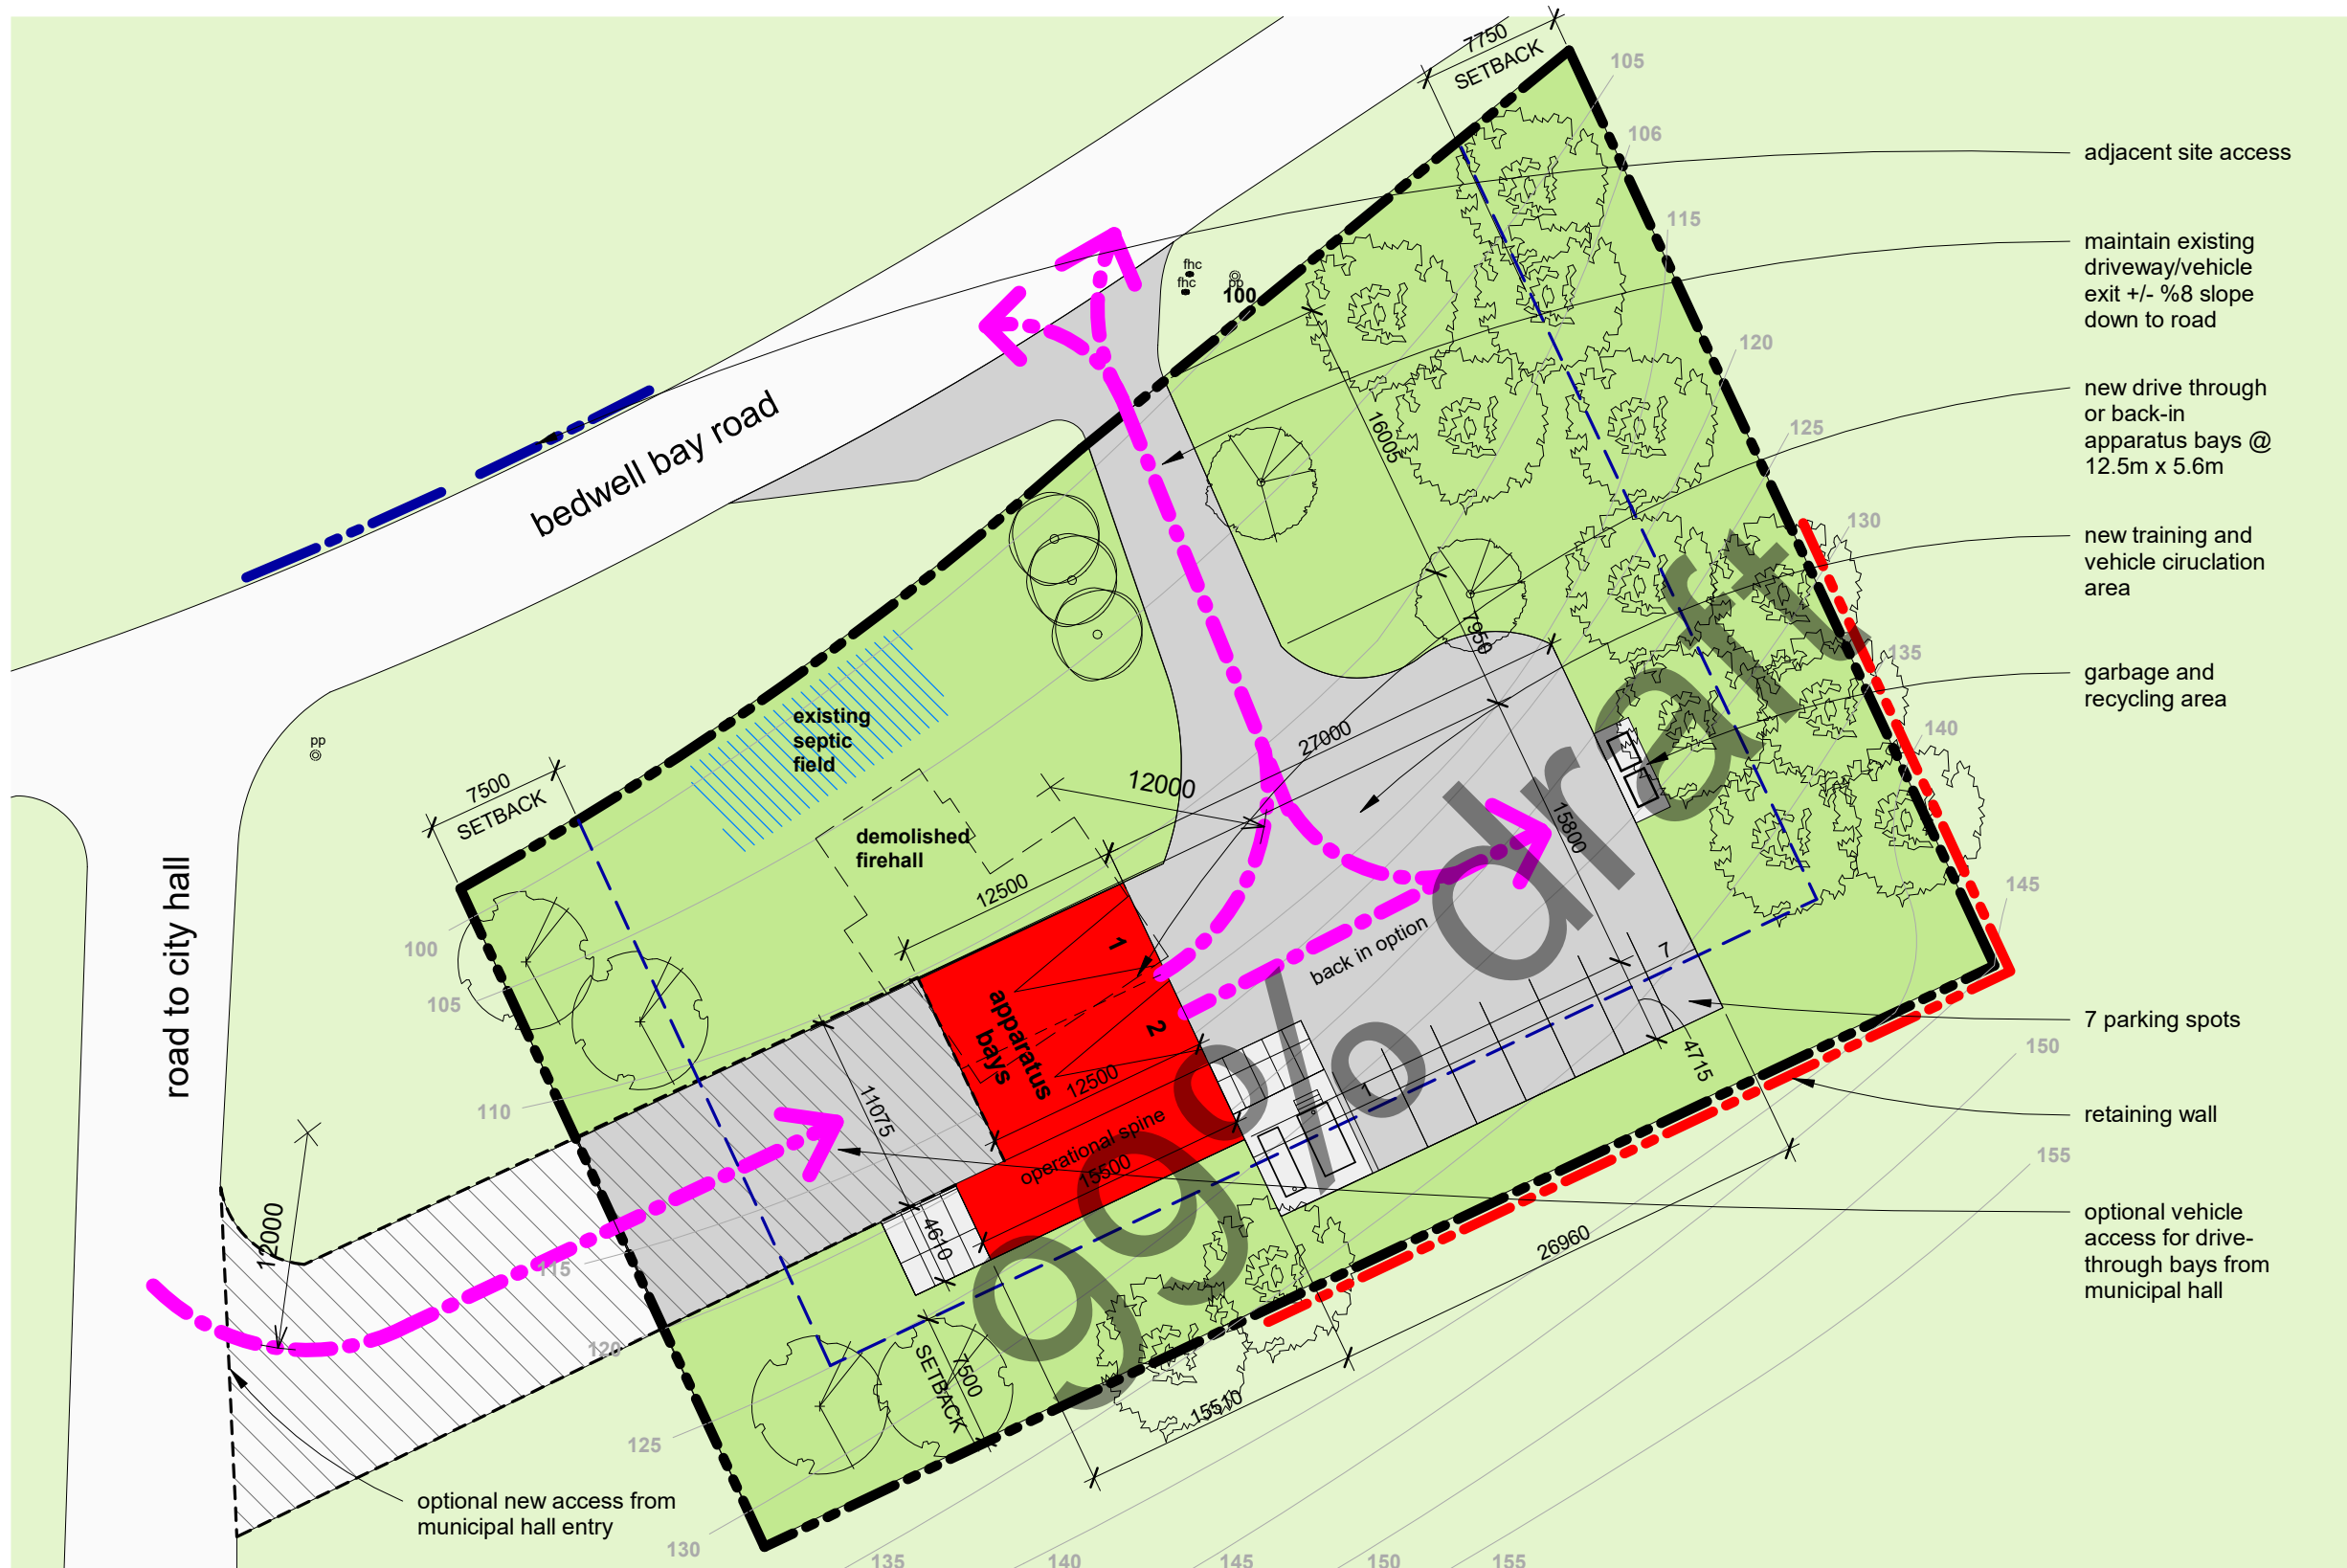 7750
SETBACK
105
106
115
120
125
130
135
140
145
150
155
adjacent site access
maintain existing
driveway/vehicle
exit +/- %8 slope
down to road
new drive through
or back-in
apparatus bays @
12.5m x 5.6m
new training and
vehicle ciruclation
area
garbage and
recycling area
7 parking spots
retaining wall
optional vehicle
access for drive-
through bays from
municipal hall
fhc
fhc
pp
100
bedwell bay road
16005
7950
27000
12000
15800
existing
septic
field
demolished
firehall
pp
7500
SETBACK
road to city hall
12500
1
2
apparatus
bays
12500
operational spine
15500
back in option
7
1
4715
11075
4610
12000
100
105
110
115
120
125
130
135
140
145
150
155
SETBACK
7500
15510
26960
optional new access from
municipal hall entry
99% draft